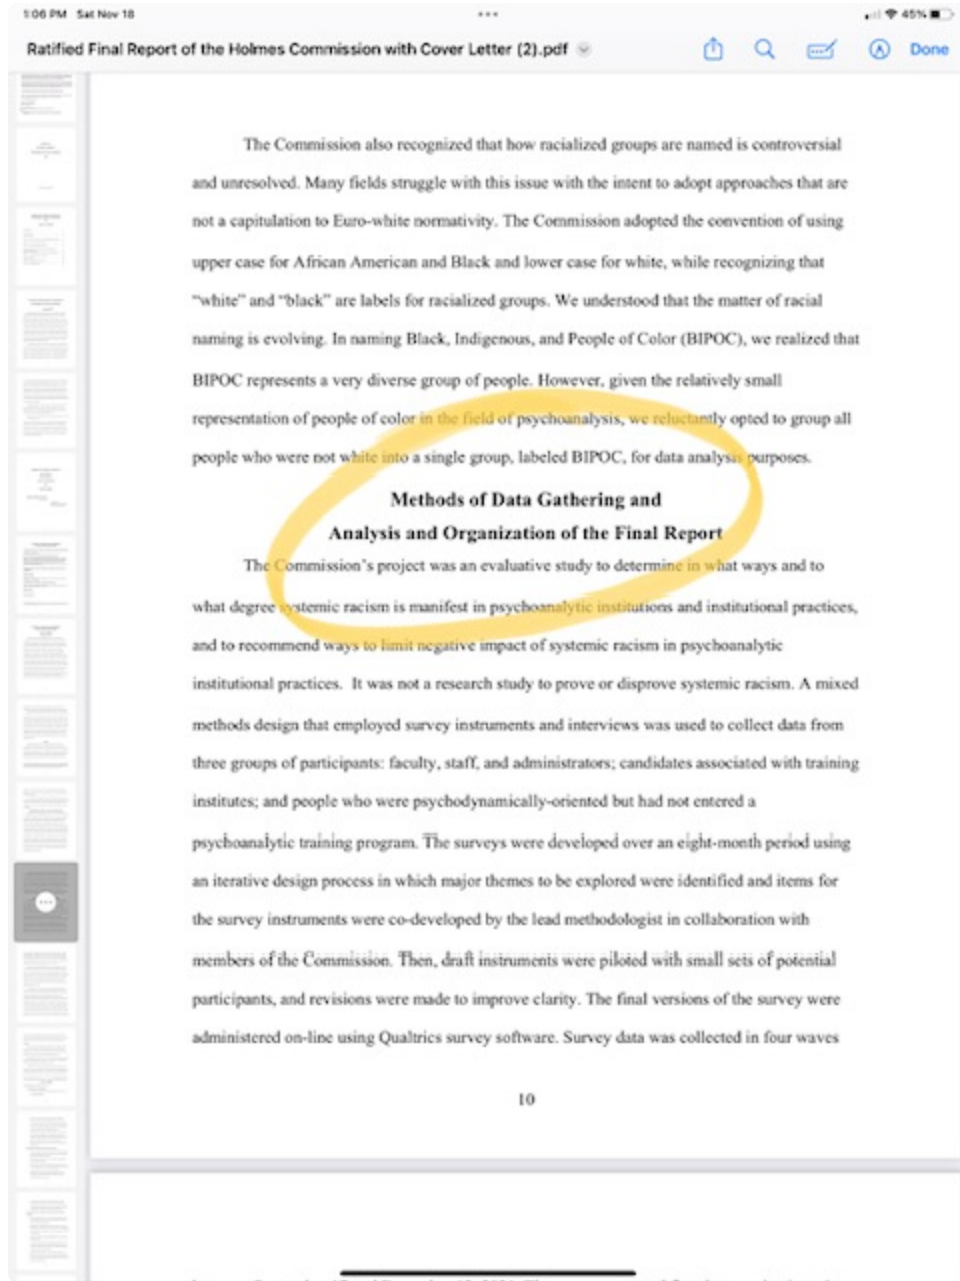 1:06 PM Sat Nov 18
45%
Ratified Final Report of the Holmes Commission with Cover Letter (2).pdf
Done
The Commission also recognized that how racialized groups are named is controversial
and unresolved. Many fields struggle with this issue with the intent to adopt approaches that are
not a capitulation to Euro-white normativity. The Commission adopted the convention of using
upper case for African American and Black and lower case for white, while recognizing that
“white” and “black” are labels for racialized groups. We understood that the matter of racial
naming is evolving. In naming Black, Indigenous, and People of Color (BIPOC), we realized that
BIPOC represents a very diverse group of people. However, given the relatively small
representation of people of color in the field of psychoanalysis, we reluctantly opted to group all
people who were not white into a single group, labeled BIPOC, for data analysis purposes.
Methods of Data Gathering and
Analysis and Organization of the Final Report
The Commission’s project was an evaluative study to determine in what ways and to
what degree systemic racism is manifest in psychoanalytic institutions and institutional practices,
and to recommend ways to limit negative impact of systemic racism in psychoanalytic
institutional practices. It was not a research study to prove or disprove systemic racism. A mixed
methods design that employed survey instruments and interviews was used to collect data from
three groups of participants: faculty, staff, and administrators; candidates associated with training
institutes; and people who were psychodynamically-oriented but had not entered a
psychoanalytic training program. The surveys were developed over an eight-month period using
an iterative design process in which major themes to be explored were identified and items for
the survey instruments were co-developed by the lead methodologist in collaboration with
members of the Commission. Then, draft instruments were piloted with small sets of potential
participants, and revisions were made to improve clarity. The final versions of the survey were
administered on-line using Qualtrics survey software. Survey data was collected in four waves
10